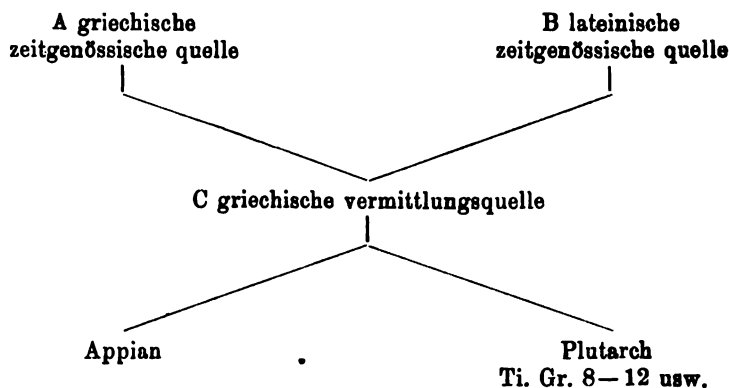 A griechische
zeitgenössische quelle
B lateinische
zeitgenössische quelle
C griechische vermittlungsquelle
Appian
Plutarch
Ti. Gr. 8—12 usw.